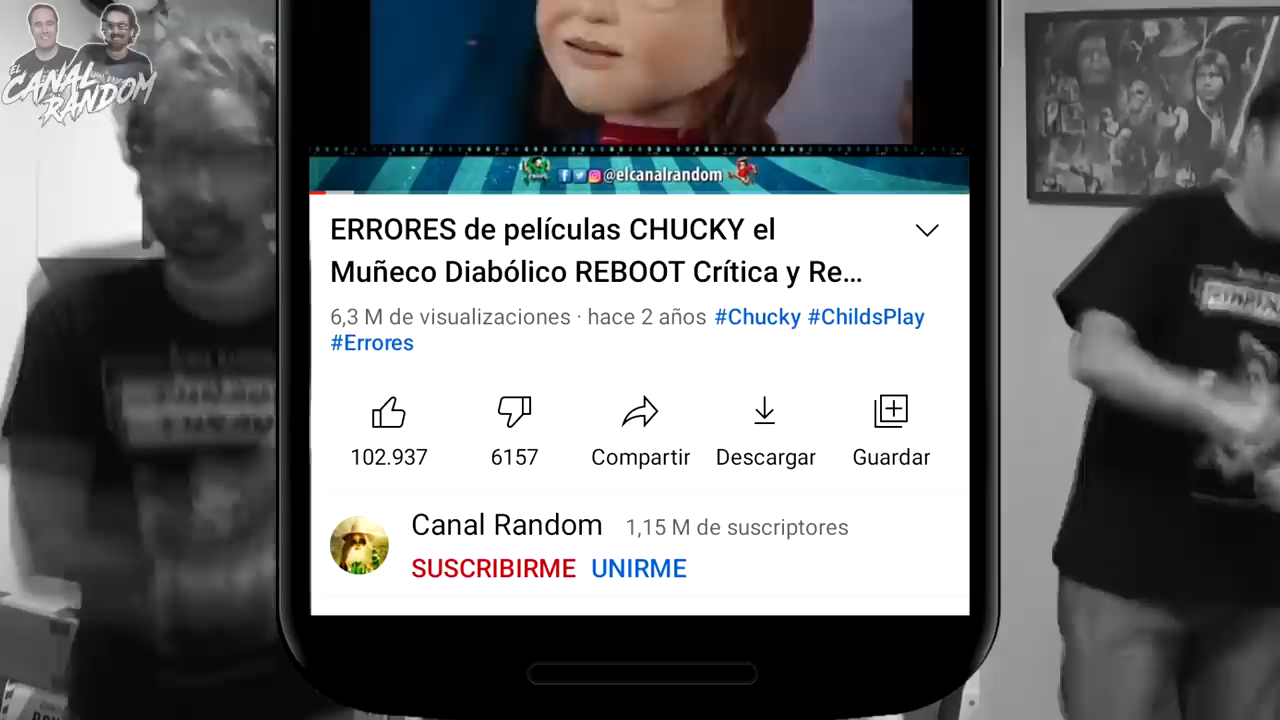 EL
CANAL
RANDOM
@elcanalrandom
ERRORES de películas CHUCKY el
Muñeco Diabólico REBOOT Crítica y Re...
6,3 M de visualizaciones · hace 2 años #Chucky #ChildsPlay
#Errores
102.937 6157 Compartir Descargar Guardar
Canal Random 1,15 M de suscriptores
SUSCRIBIRME UNIRME